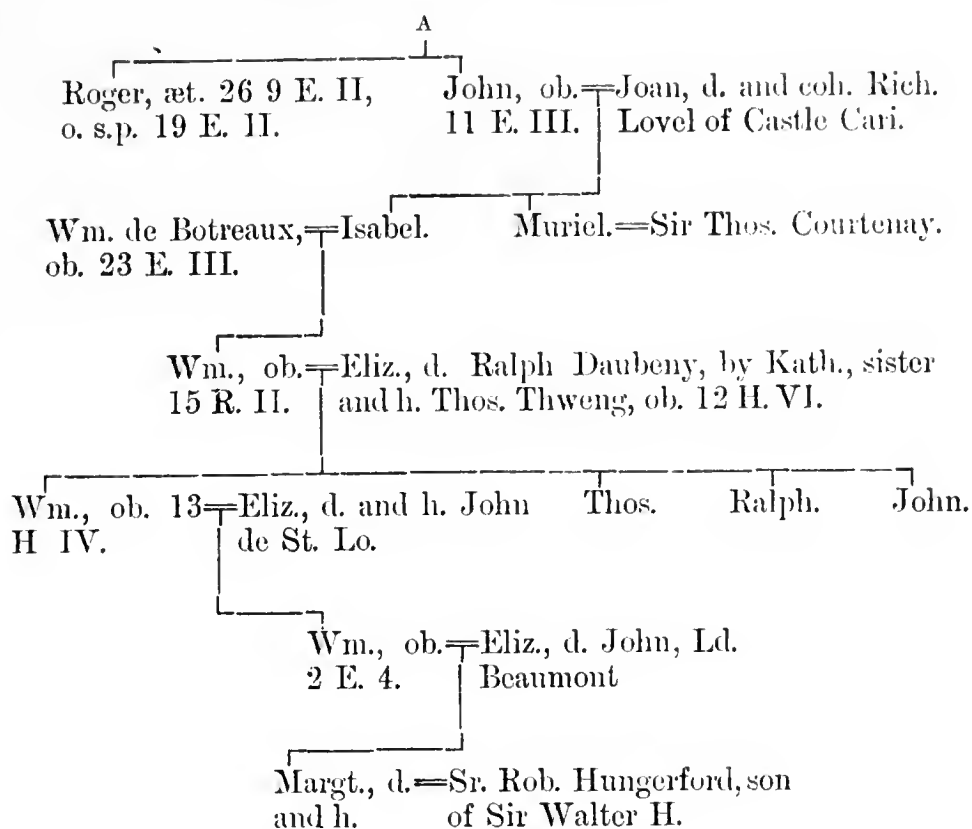 A
Roger, æt. 26 9 E. II,
o. s.p. 19 E. II.
John, ob.
11 E. III.
Joan, d. and coh. Rich.
Lovel of Castle Cari.
Wm. de Botreaux,
ob. 23 E. III.
Isabel.
Muriel.
Sir Thos. Courtenay.
Wm., ob.
15 R. II.
Eliz., d. Ralph Daubeny, by Kath., sister
and h. Thos. Thweng, ob. 12 H. VI.
Wm., ob. 13
H IV.
Eliz., d. and h. John
de St. Lo.
Thos.
Ralph.
John.
Wm., ob.
2 E. 4.
Eliz., d. John, Ld.
Beaumont
Margt., d.
and h.
Sr. Rob. Hungerford, son
of Sir Walter H.